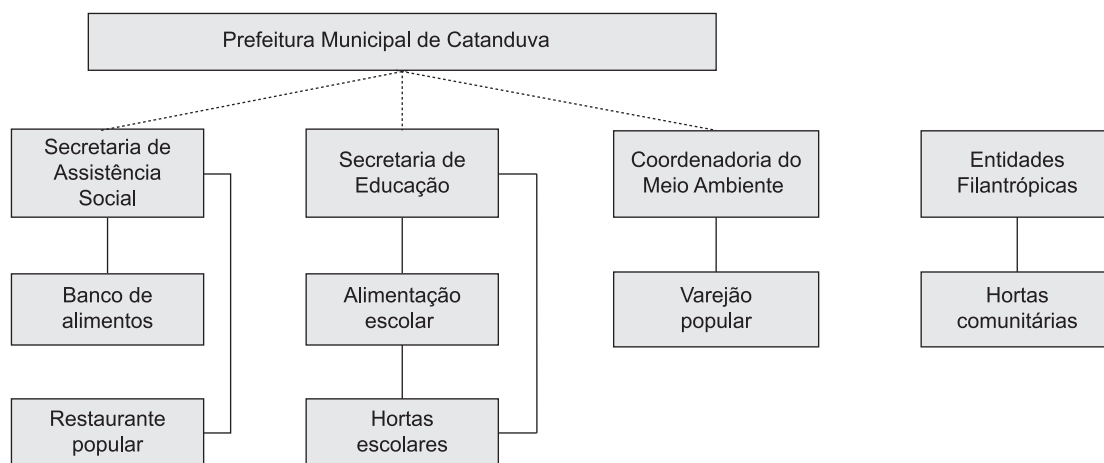 Prefeitura Municipal de Catanduva
Secretaria de
Assistência
Social
Secretaria de
Educação
Coordenadoria do
Meio Ambiente
Entidades
Filantrópicas
Banco de
alimentos
Alimentação
escolar
Varejão
popular
Hortas
comunitárias
Restaurante
popular
Hortas
escolares